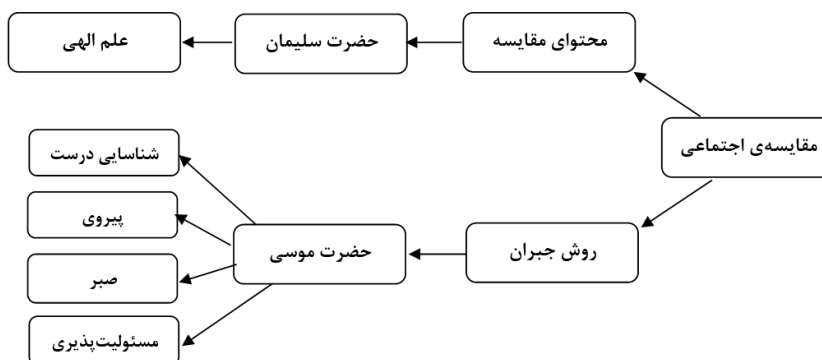 مقایسه‌ی اجتماعی
محتوای مقایسه
حضرت سلیمان
علم الهی
روش جبران
حضرت موسی
شناسایی درست
پیروی
صبر
مسئولیت‌پذیری